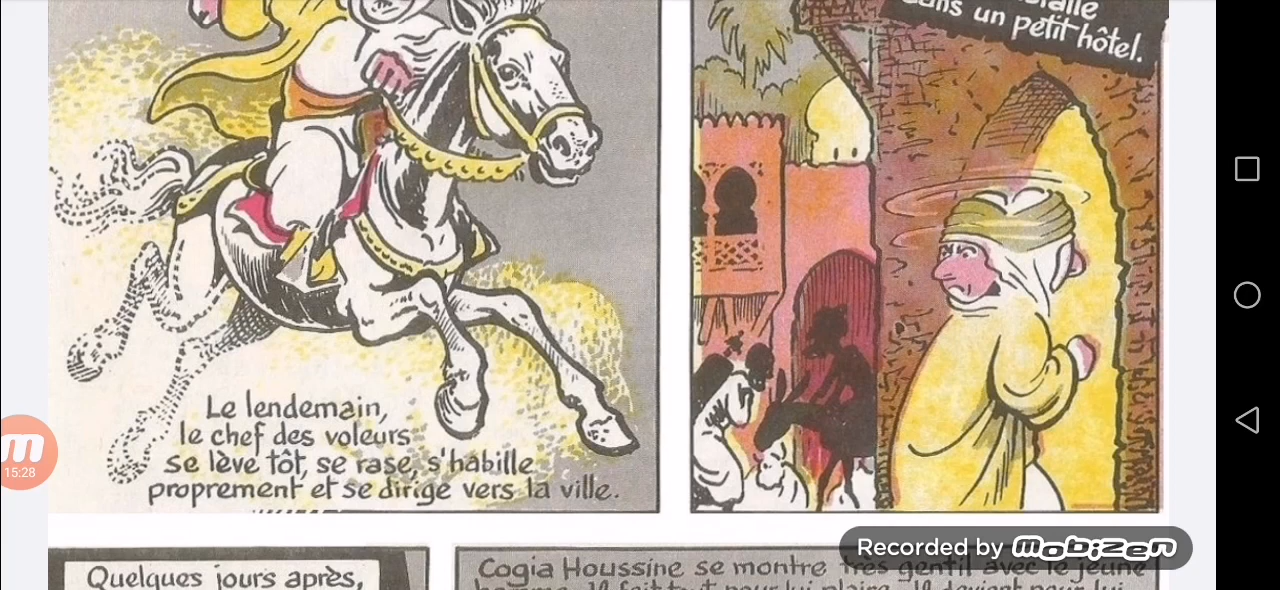 dans un petit hôtel.
Le lendemain,
le chef des voleurs
se lève tôt, se rase, s'habille
proprement et se dirige vers la ville.
15:28
Recorded by mobizen
Quelques jours après,
Cogia Houssine se montre très gentil avec le jeune